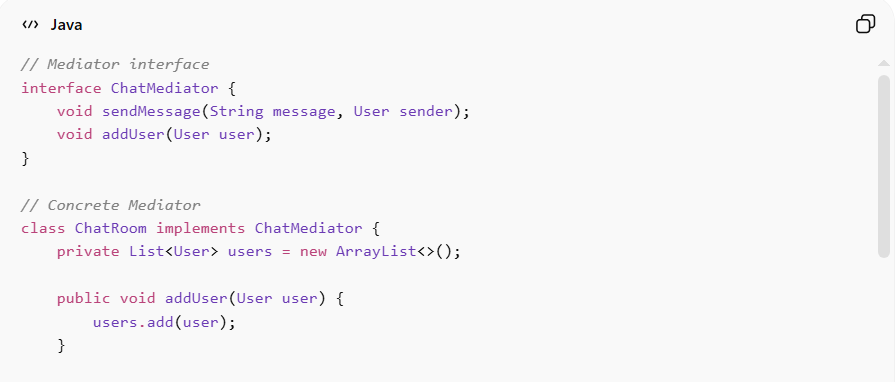 </> Java
// Mediator interface
interface ChatMediator {
    void sendMessage(String message, User sender);
    void addUser(User user);
}
// Concrete Mediator
class ChatRoom implements ChatMediator {
    private List<User> users = new ArrayList<>();
    public void addUser(User user) {
        users.add(user);
    }